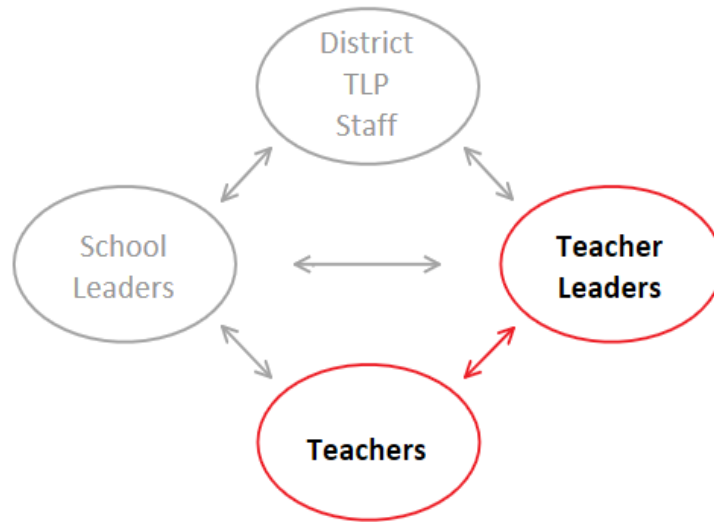 District
TLP
Staff
School
Leaders
Teacher
Leaders
Teachers